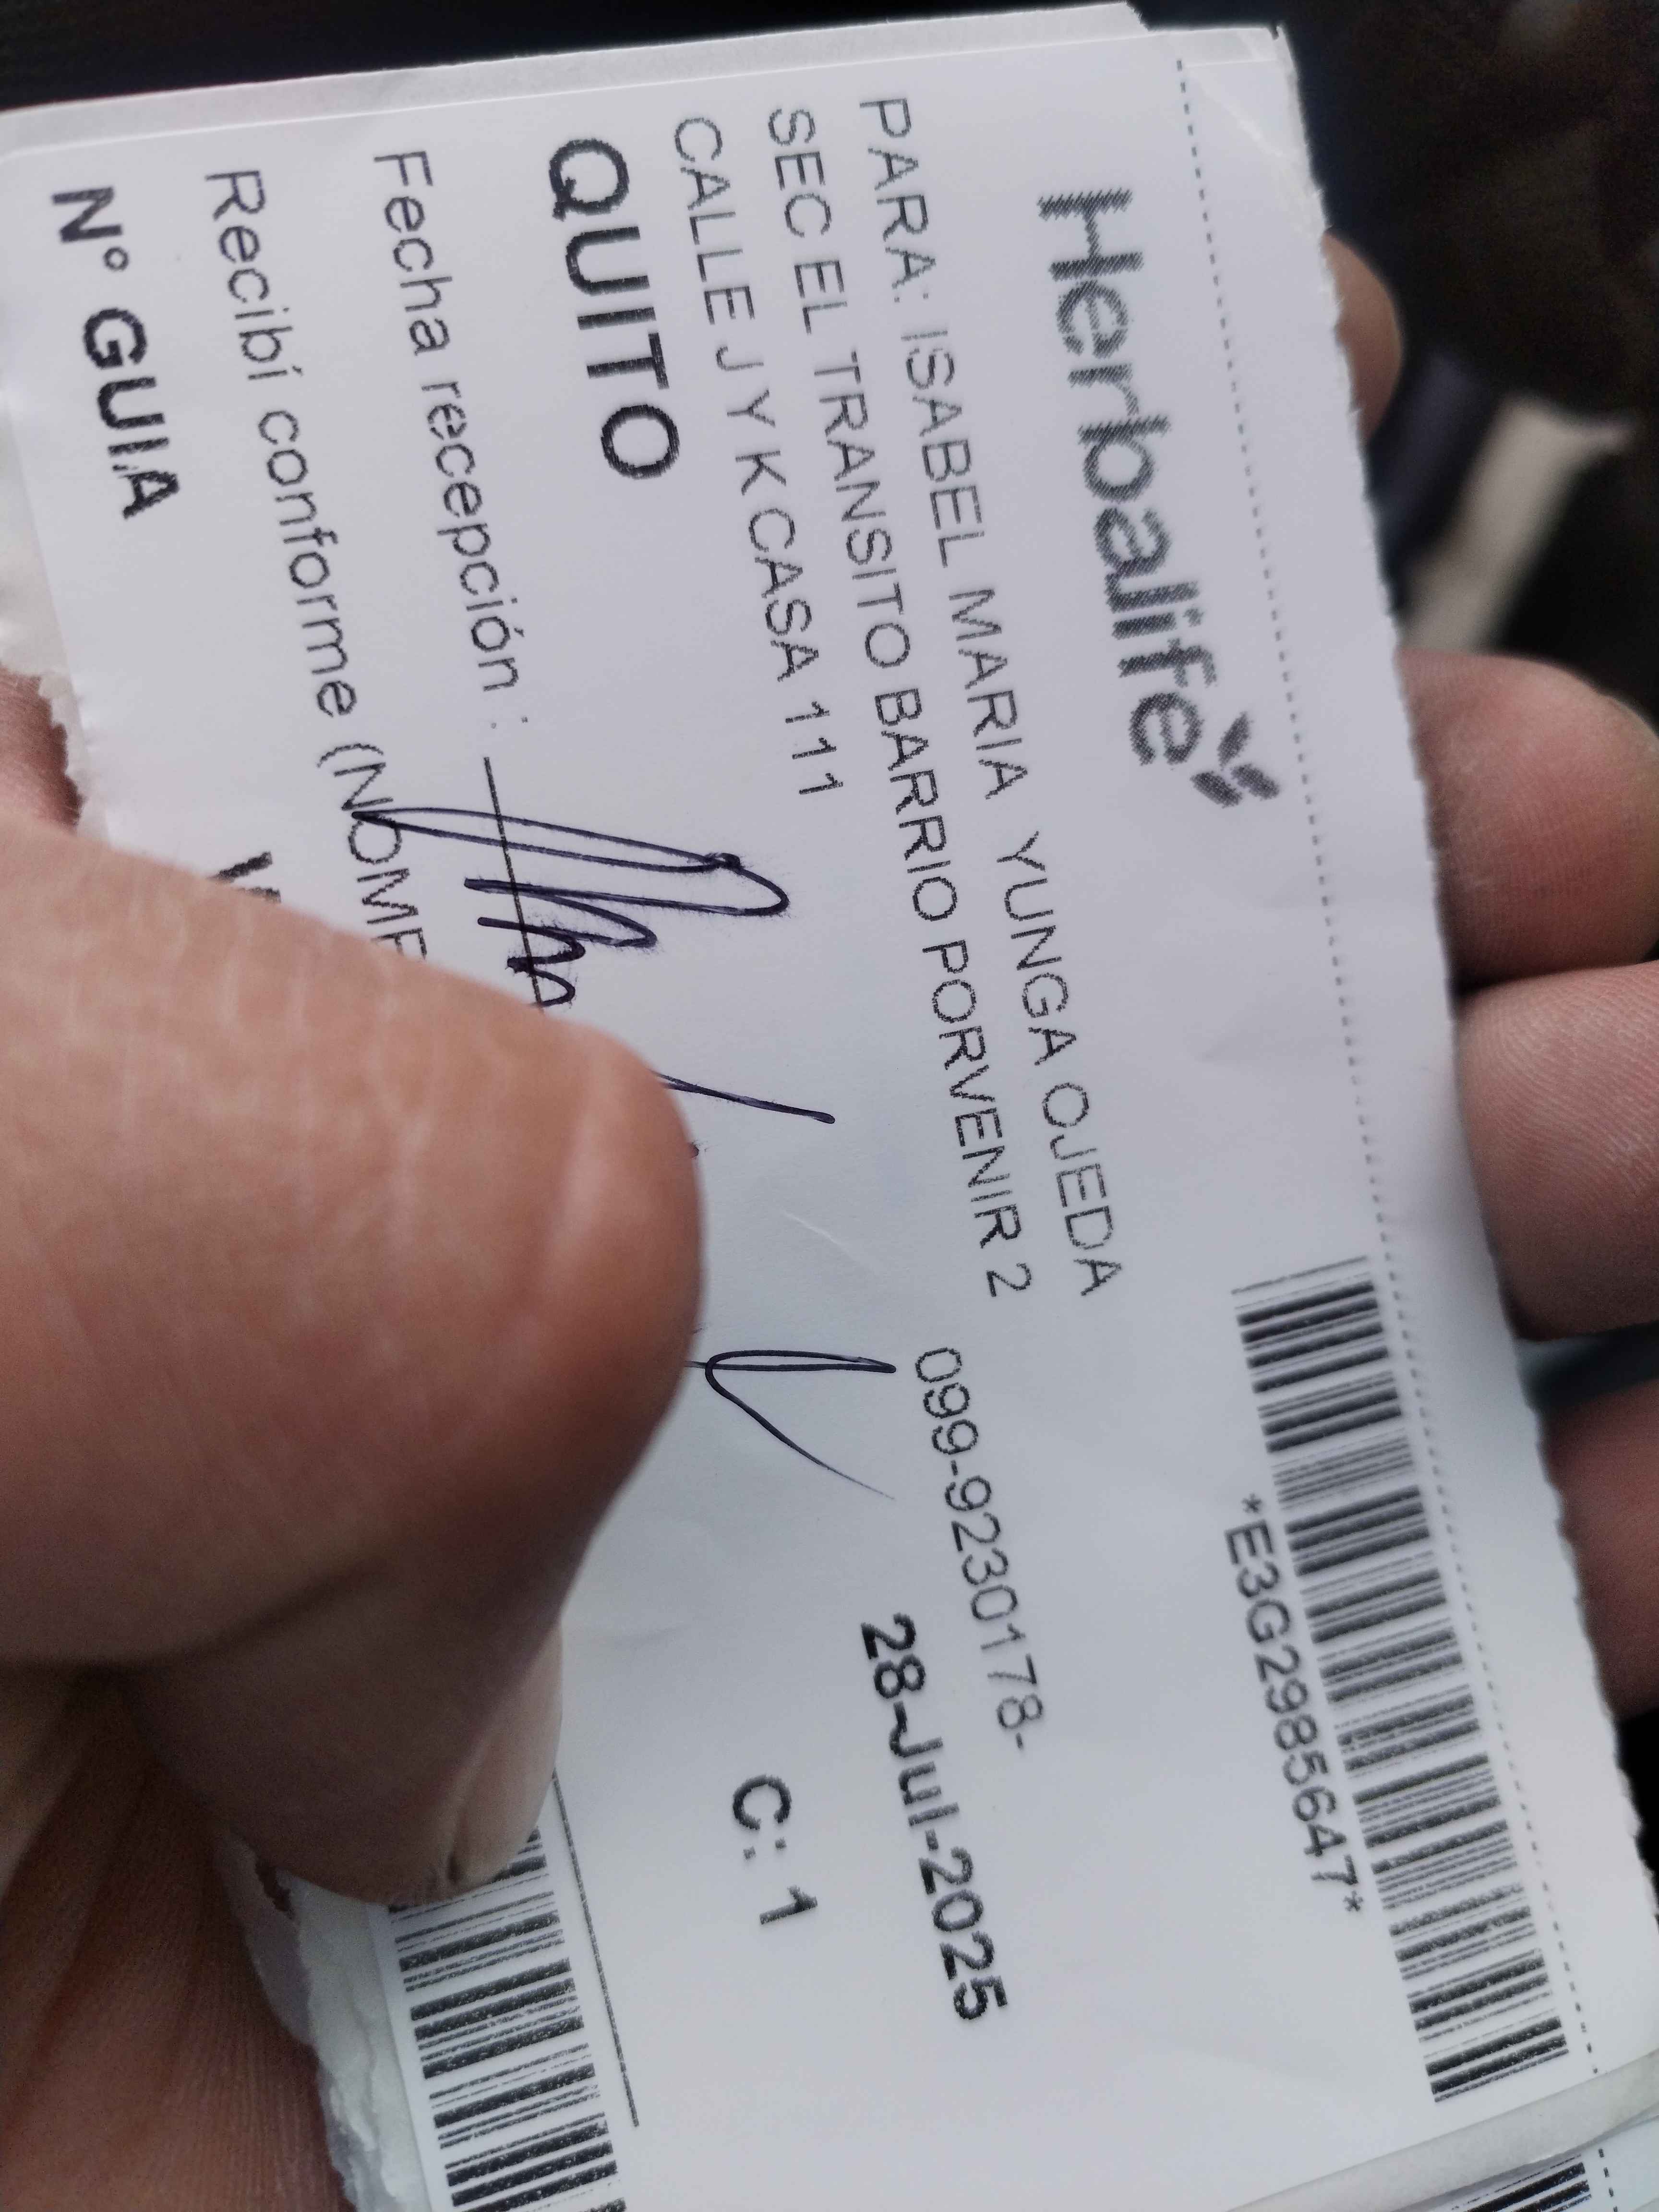 Herbalife
*E3G2985647*
PARA: ISABEL MARIA YUNGA OJEDA
SEC EL TRANSITO BARRIO PORVENIR 2 099-9230178-
CALLE J Y K CASA 111 28-Jul-2025
QUITO C: 1
Fecha recepción :
Recibí conforme (NOMB
N° GUIA